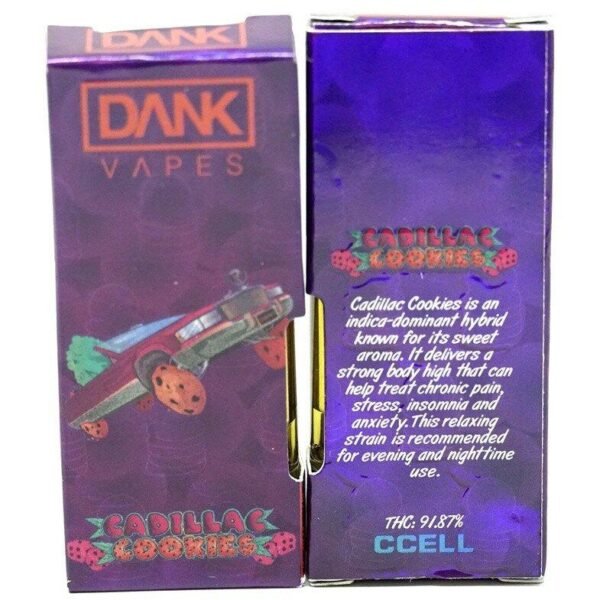 DANK
DANK
VAPES
CADILLAC
COOKIES
CADILLAC
COOKIES
Cadillac Cookies is an
indica-dominant hybrid
known for its sweet
aroma. It delivers a
strong body high that can
help treat chronic pain,
stress, insomnia and
anxiety. This relaxing
strain is recommended
for evening and nighttime
use.
THC: 91.87%
CCELL